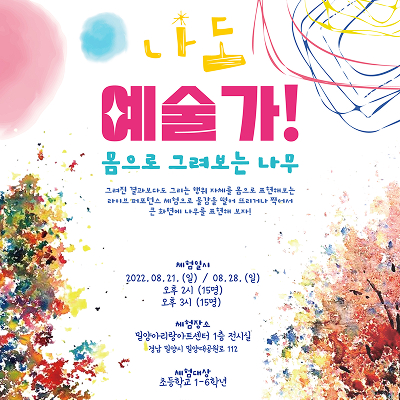 나도
예술가!
몸으로 그려보는 나무
그려진 결과보다도 그리는 행위 자체를 몸으로 표현해보는
라이브 퍼포먼스 체험으로 물감을 떨어 뜨리거나 찍어서
큰 화면에 나무를 표현해 보자!
체험일시
2022.08.21.(일) / 08.28.(일)
오후 2시 (15명)
오후 3시 (15명)
체험장소
밀양아리랑아트센터 1층 전시실
경남 밀양시 밀양대공원로 112
체험대상
초등학교 1-6학년